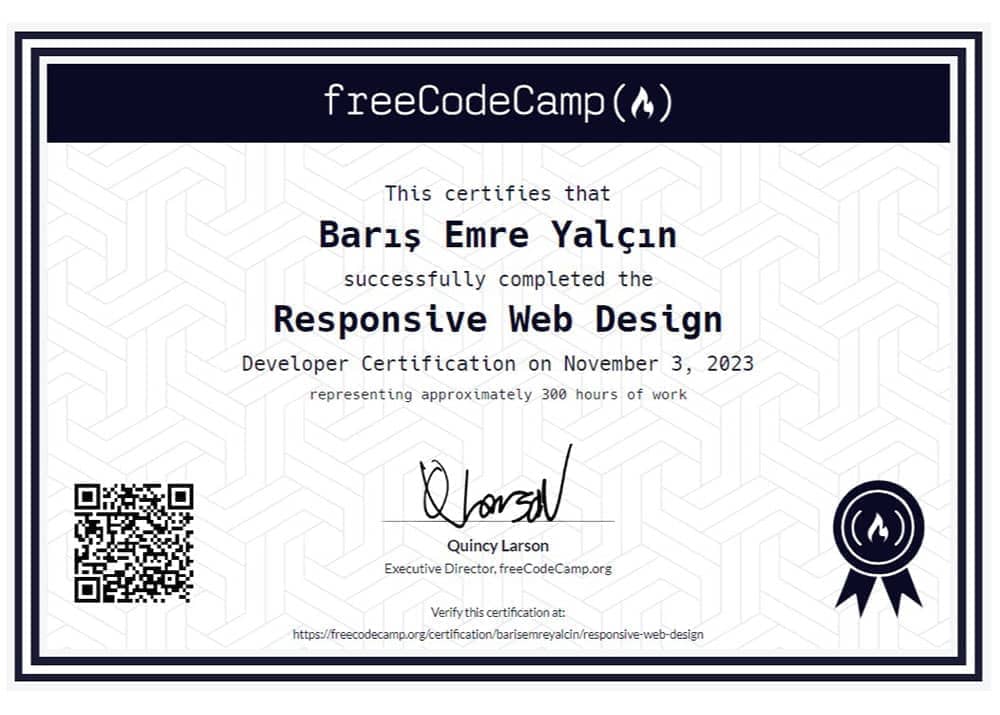 freeCodeCamp
This certifies that
Barış Emre Yalçın
successfully completed the
Responsive Web Design
Developer Certification on November 3, 2023
representing approximately 300 hours of work
Q Larson
Quincy Larson
Executive Director, freeCodeCamp.org
Verify this certification at:
https://freecodecamp.org/certification/barisemreyalcin/responsive-web-design